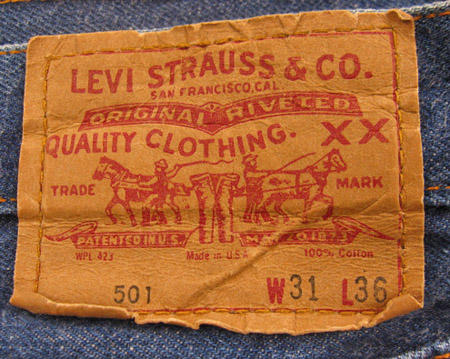 LEVI STRAUSS & CO.
SAN FRANCISCO, CAL.
ORIGINAL RIVETED
QUALITY CLOTHING. XX
TRADE MARK
PATENTED IN U.S. MAY 20 1873
WPL 423 Made in U.S.A. 100% Cotton
501 W31 L36